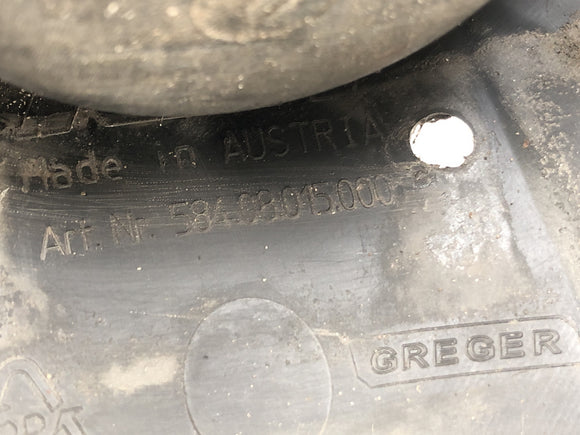 Made in AUSTRIA
Art. Nr. 584.08.015.000
GREGER